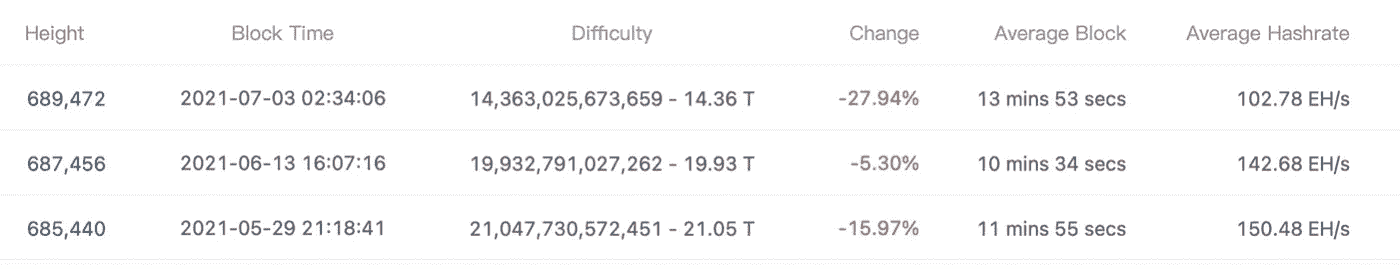 Height Block Time Difficulty Change Average Block Average Hashrate
689,472 2021-07-03 02:34:06 14,363,025,673,659 - 14.36 T -27.94% 13 mins 53 secs 102.78 EH/s
687,456 2021-06-13 16:07:16 19,932,791,027,262 - 19.93 T -5.30% 10 mins 34 secs 142.68 EH/s
685,440 2021-05-29 21:18:41 21,047,730,572,451 - 21.05 T -15.97% 11 mins 55 secs 150.48 EH/s